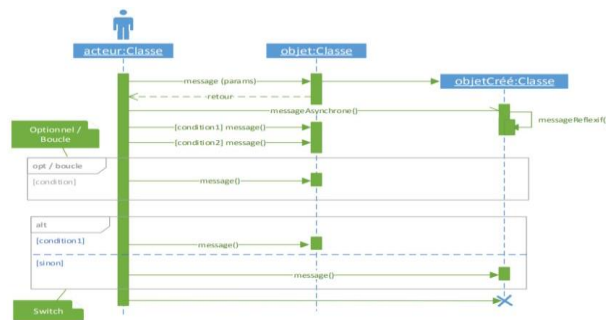 acteur:Classe
objet:Classe
message (params)
objetCréé:Classe
retour
messageAsynchrone()
messageReflexif(
Optionnel /
Boucle
[condition1] message()
[condition2] message()
opt / boucle
[condition]
message()
alt
[condition1]
message()
[sinon]
message()
Switch